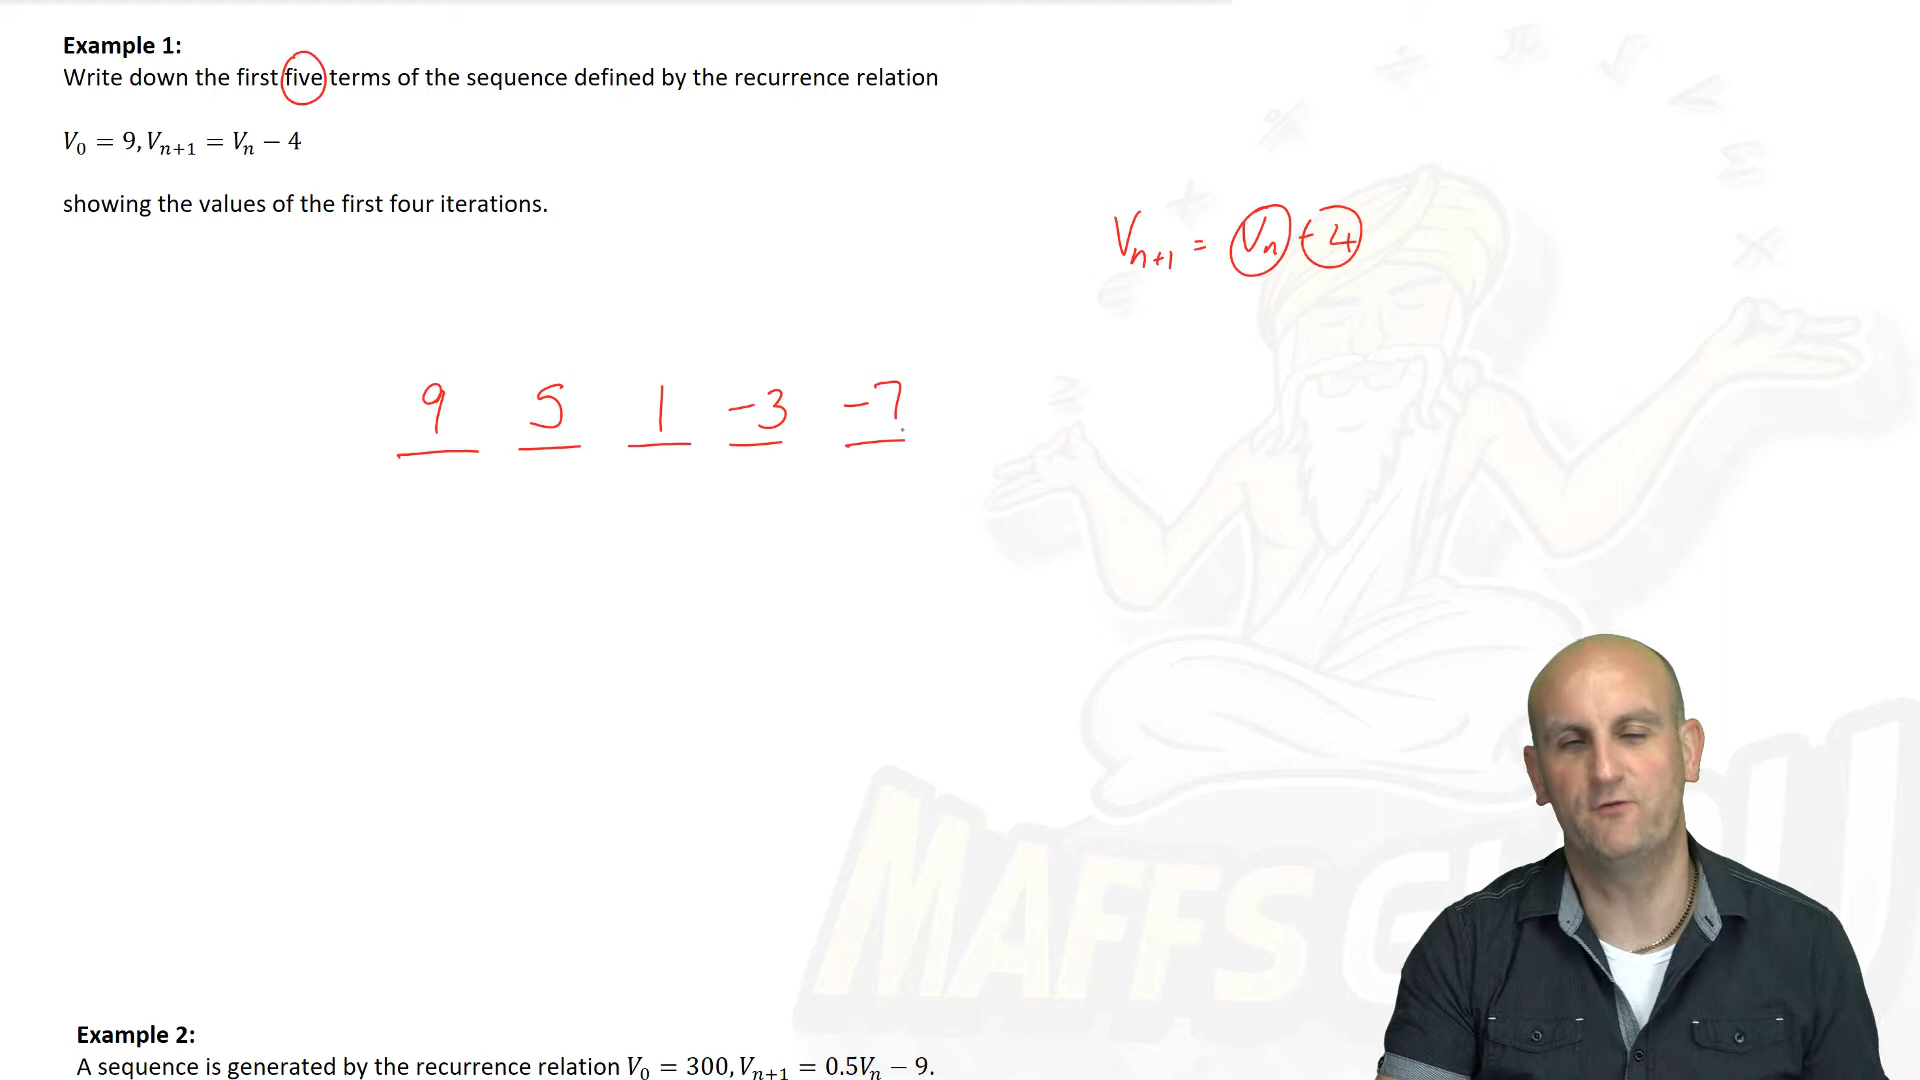 Example 1:
Write down the first five terms of the sequence defined by the recurrence relation
V₀ = 9, Vₙ₊₁ = Vₙ − 4
showing the values of the first four iterations.
Vₙ₊₁ = Vₙ - 4
9 5 1 -3 -7
MAFFS GURU
Example 2:
A sequence is generated by the recurrence relation V₀ = 300, Vₙ₊₁ = 0.5Vₙ − 9.